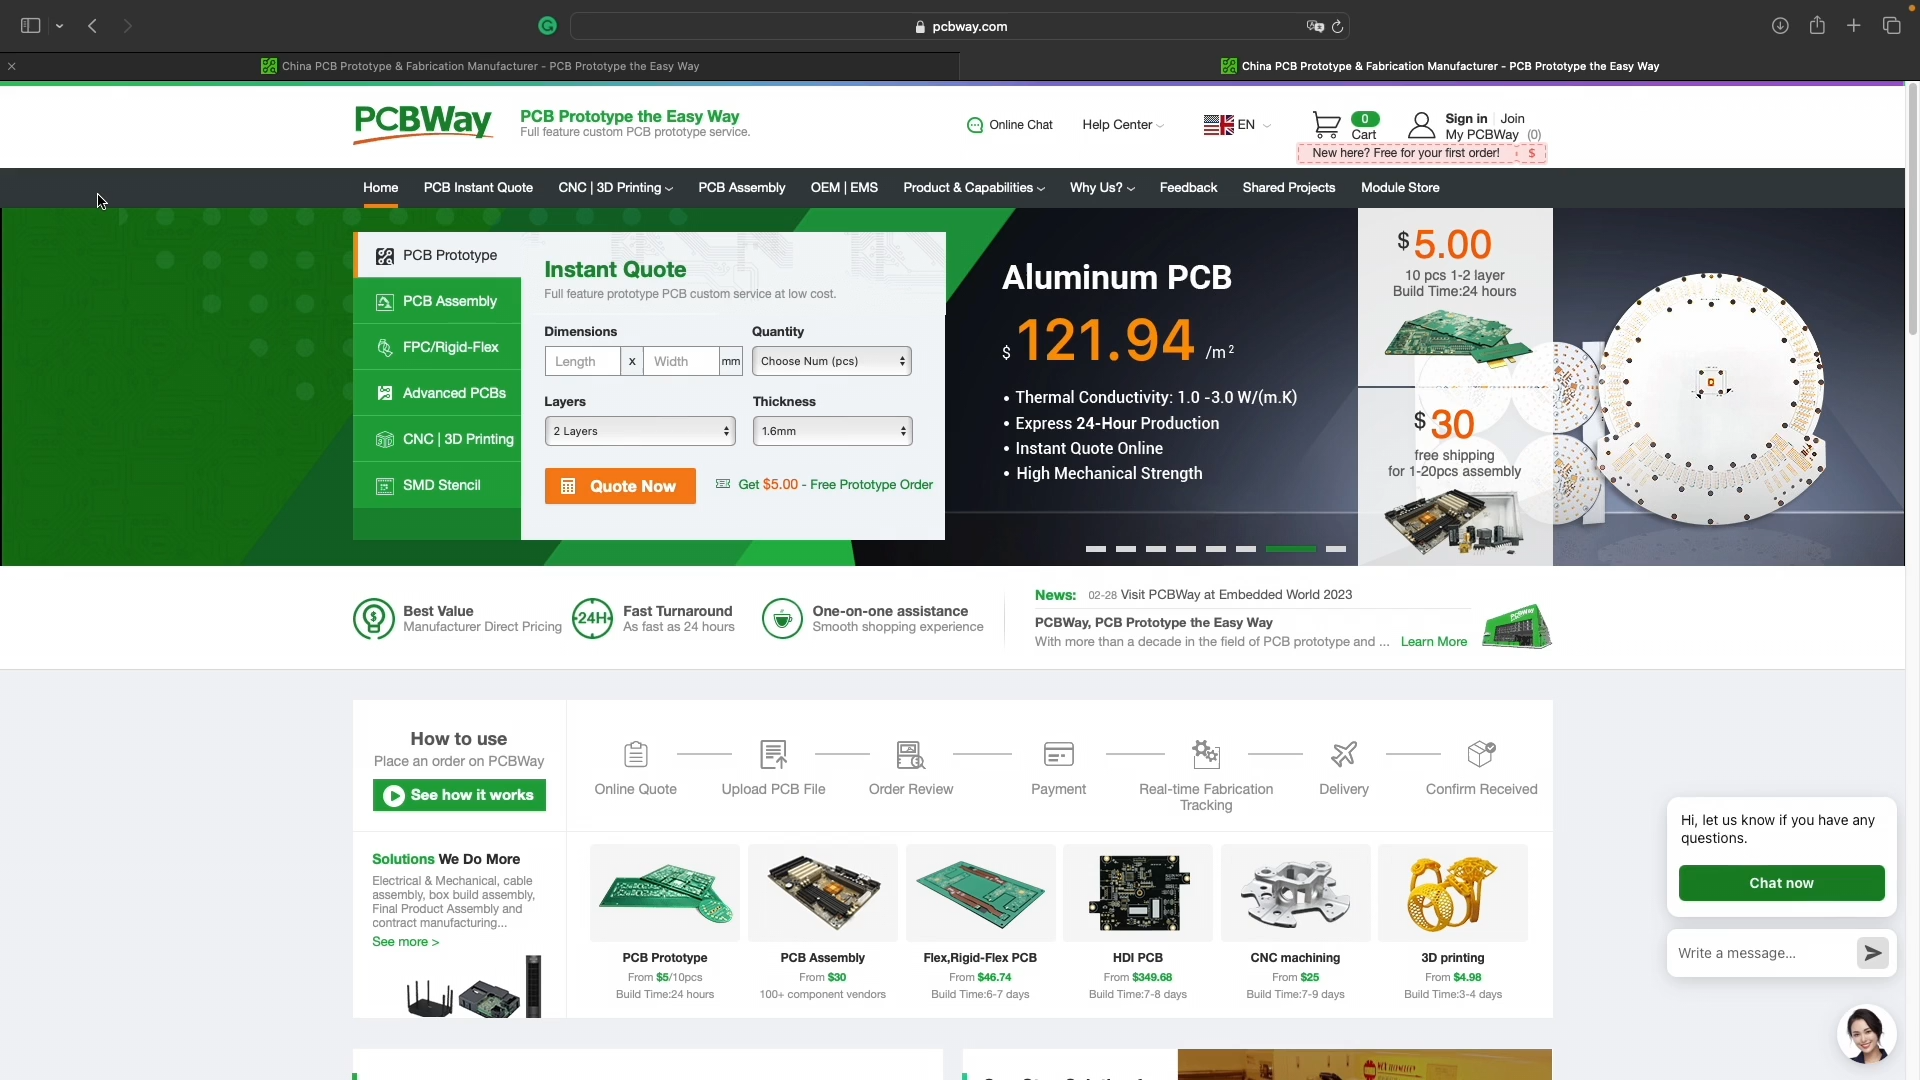 pcbway.com
China PCB Prototype & Fabrication Manufacturer - PCB Prototype the Easy Way
China PCB Prototype & Fabrication Manufacturer - PCB Prototype the Easy Way
PCBWay
PCB Prototype the Easy Way
Full feature custom PCB prototype service.
Online Chat
Help Center
EN
0
Cart
Sign in
Join
My PCBWay (0)
New here? Free for your first order! $
Home
PCB Instant Quote
CNC | 3D Printing
PCB Assembly
OEM | EMS
Product & Capabilities
Why Us?
Feedback
Shared Projects
Module Store
PCB Prototype
PCB Assembly
FPC/Rigid-Flex
Advanced PCBs
CNC | 3D Printing
SMD Stencil
Instant Quote
Full feature prototype PCB custom service at low cost.
Dimensions
Quantity
Length x Width mm
Choose Num (pcs)
Layers
Thickness
2 Layers
1.6mm
Quote Now
Get $5.00 - Free Prototype Order
Aluminum PCB
$ 121.94 /m2
• Thermal Conductivity: 1.0 -3.0 W/(m.K)
• Express 24-Hour Production
• Instant Quote Online
• High Mechanical Strength
$ 5.00
10 pcs 1-2 layer
Build Time:24 hours
$ 30
free shipping
for 1-20pcs assembly
Best Value
Manufacturer Direct Pricing
24H
Fast Turnaround
As fast as 24 hours
One-on-one assistance
Smooth shopping experience
News: 02-28 Visit PCBWay at Embedded World 2023
PCBWay, PCB Prototype the Easy Way
With more than a decade in the field of PCB prototype and ... Learn More
PCBWay
How to use
Place an order on PCBWay
See how it works
Online Quote
Upload PCB File
Order Review
Payment
Real-time Fabrication
Tracking
Delivery
Confirm Received
Solutions We Do More
Electrical & Mechanical, cable
assembly, box build assembly,
Final Product Assembly and
contract manufacturing...
See more >
PCB Prototype
From $5/10pcs
Build Time:24 hours
PCB Assembly
From $30
100+ component vendors
Flex,Rigid-Flex PCB
From $46.74
Build Time:6-7 days
HDI PCB
From $349.68
Build Time:7-8 days
CNC machining
From $25
Build Time:7-9 days
3D printing
From $4.98
Build Time:3-4 days
Hi, let us know if you have any
questions.
Chat now
Write a message...